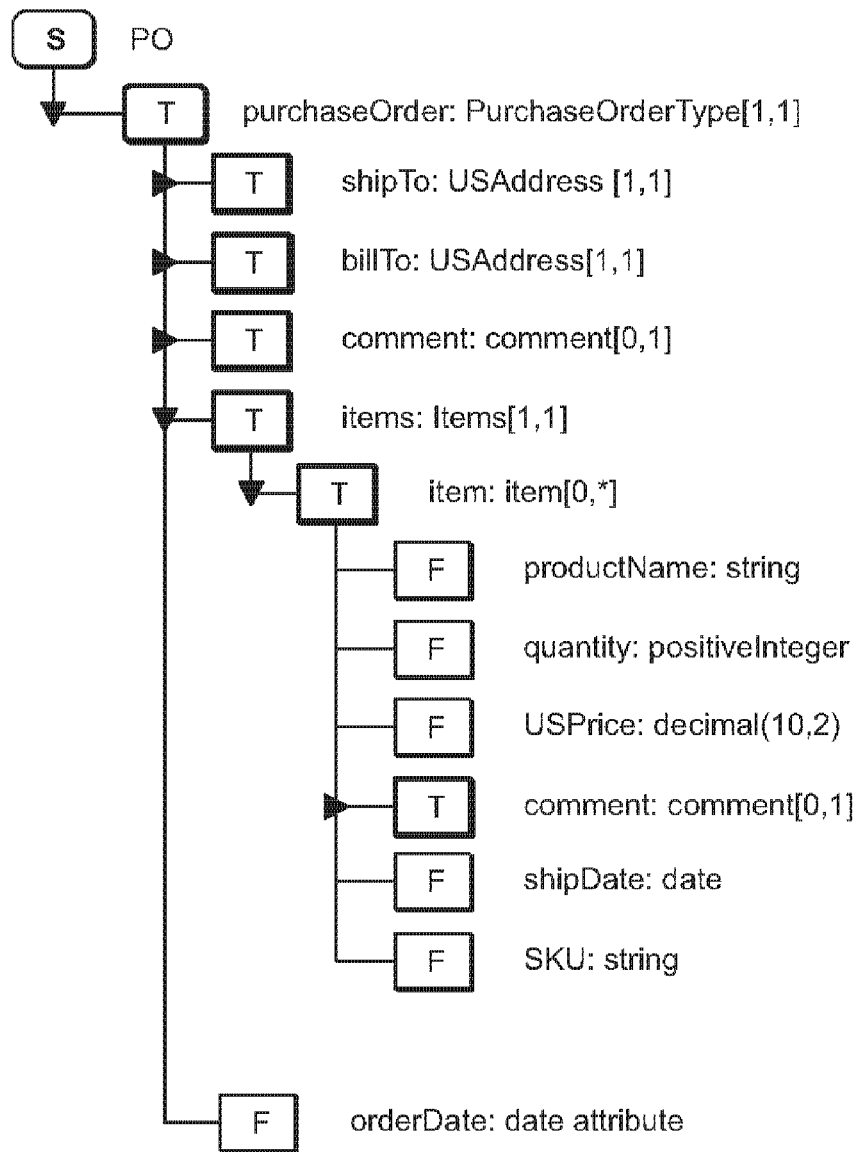 S PO
T purchaseOrder: PurchaseOrderType[1,1]
T shipTo: USAddress [1,1]
T billTo: USAddress[1,1]
T comment: comment[0,1]
T items: Items[1,1]
T item: item[0,*]
F productName: string
F quantity: positiveInteger
F USPrice: decimal(10,2)
T comment: comment[0,1]
F shipDate: date
F SKU: string
F orderDate: date attribute